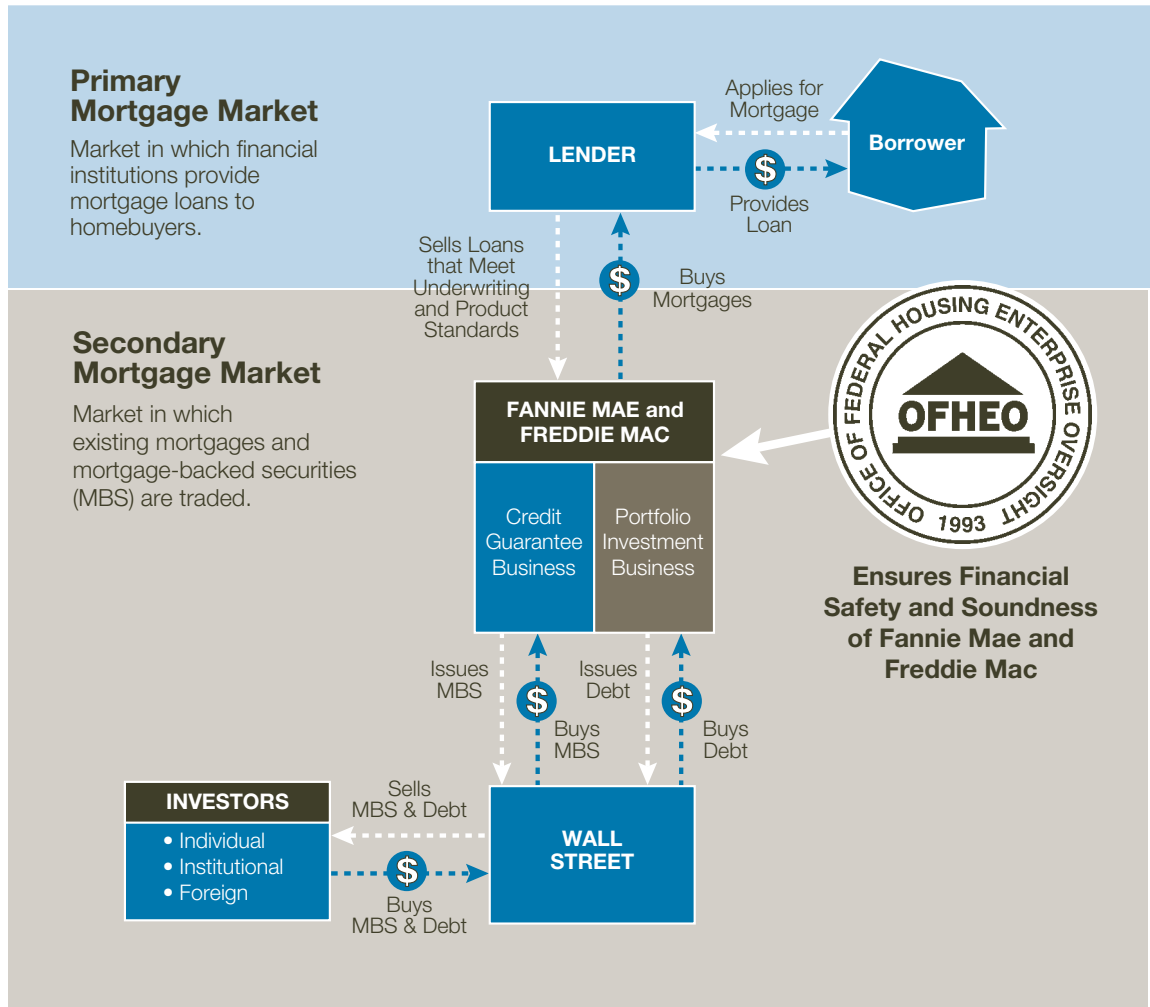 Primary
Mortgage Market
Market in which financial
institutions provide
mortgage loans to
homebuyers.
Applies for
Mortgage
LENDER
Borrower
$
Provides
Loan
Sells Loans
that Meet
Underwriting
and Product
Standards
$
Buys
Mortgages
Secondary
Mortgage Market
Market in which
existing mortgages and
mortgage-backed securities
(MBS) are traded.
FANNIE MAE and
FREDDIE MAC
Credit
Guarantee
Business
Portfolio
Investment
Business
OFFICE OF FEDERAL HOUSING ENTERPRISE OVERSIGHT
OFHEO
1993
Ensures Financial
Safety and Soundness
of Fannie Mae and
Freddie Mac
Issues
MBS
$
Buys
MBS
Issues
Debt
$
Buys
Debt
INVESTORS
• Individual
• Institutional
• Foreign
Sells
MBS & Debt
$
Buys
MBS & Debt
WALL
STREET